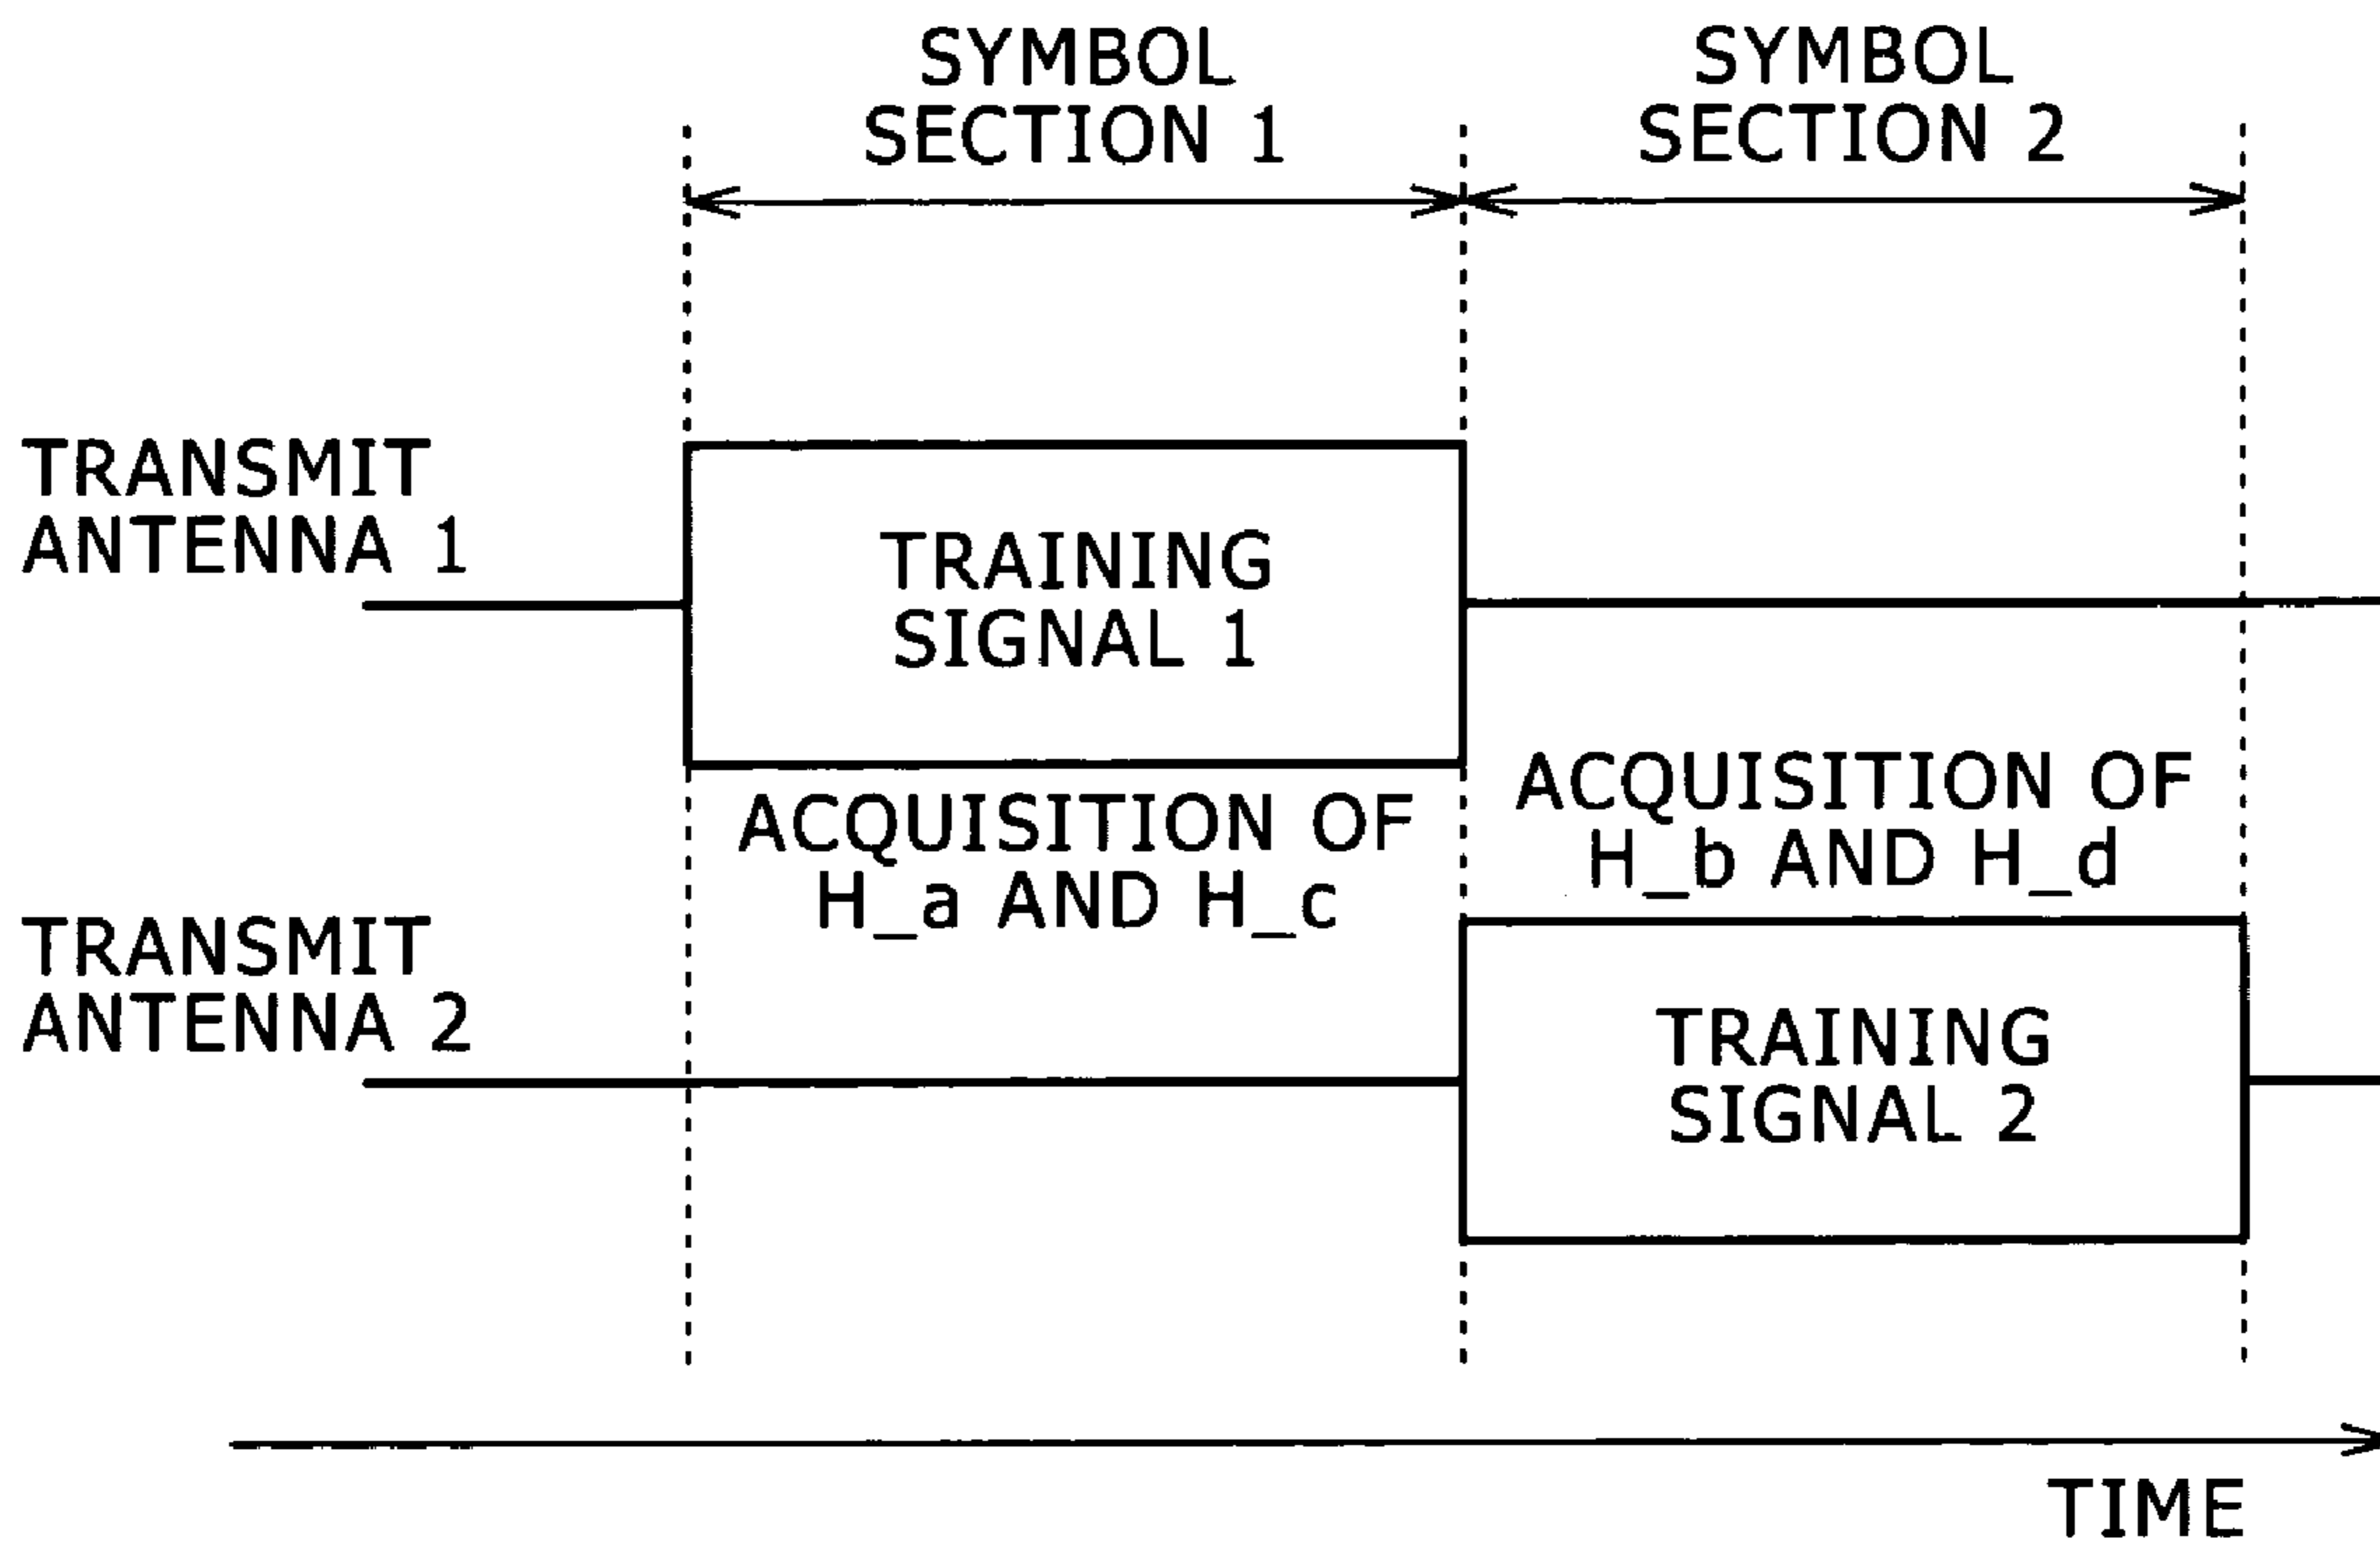 SYMBOL
SECTION 1
SYMBOL
SECTION 2
TRANSMIT
ANTENNA 1
TRAINING
SIGNAL 1
ACQUISITION OF
H_a AND H_c
ACQUISITION OF
H_b AND H_d
TRANSMIT
ANTENNA 2
TRAINING
SIGNAL 2
TIME